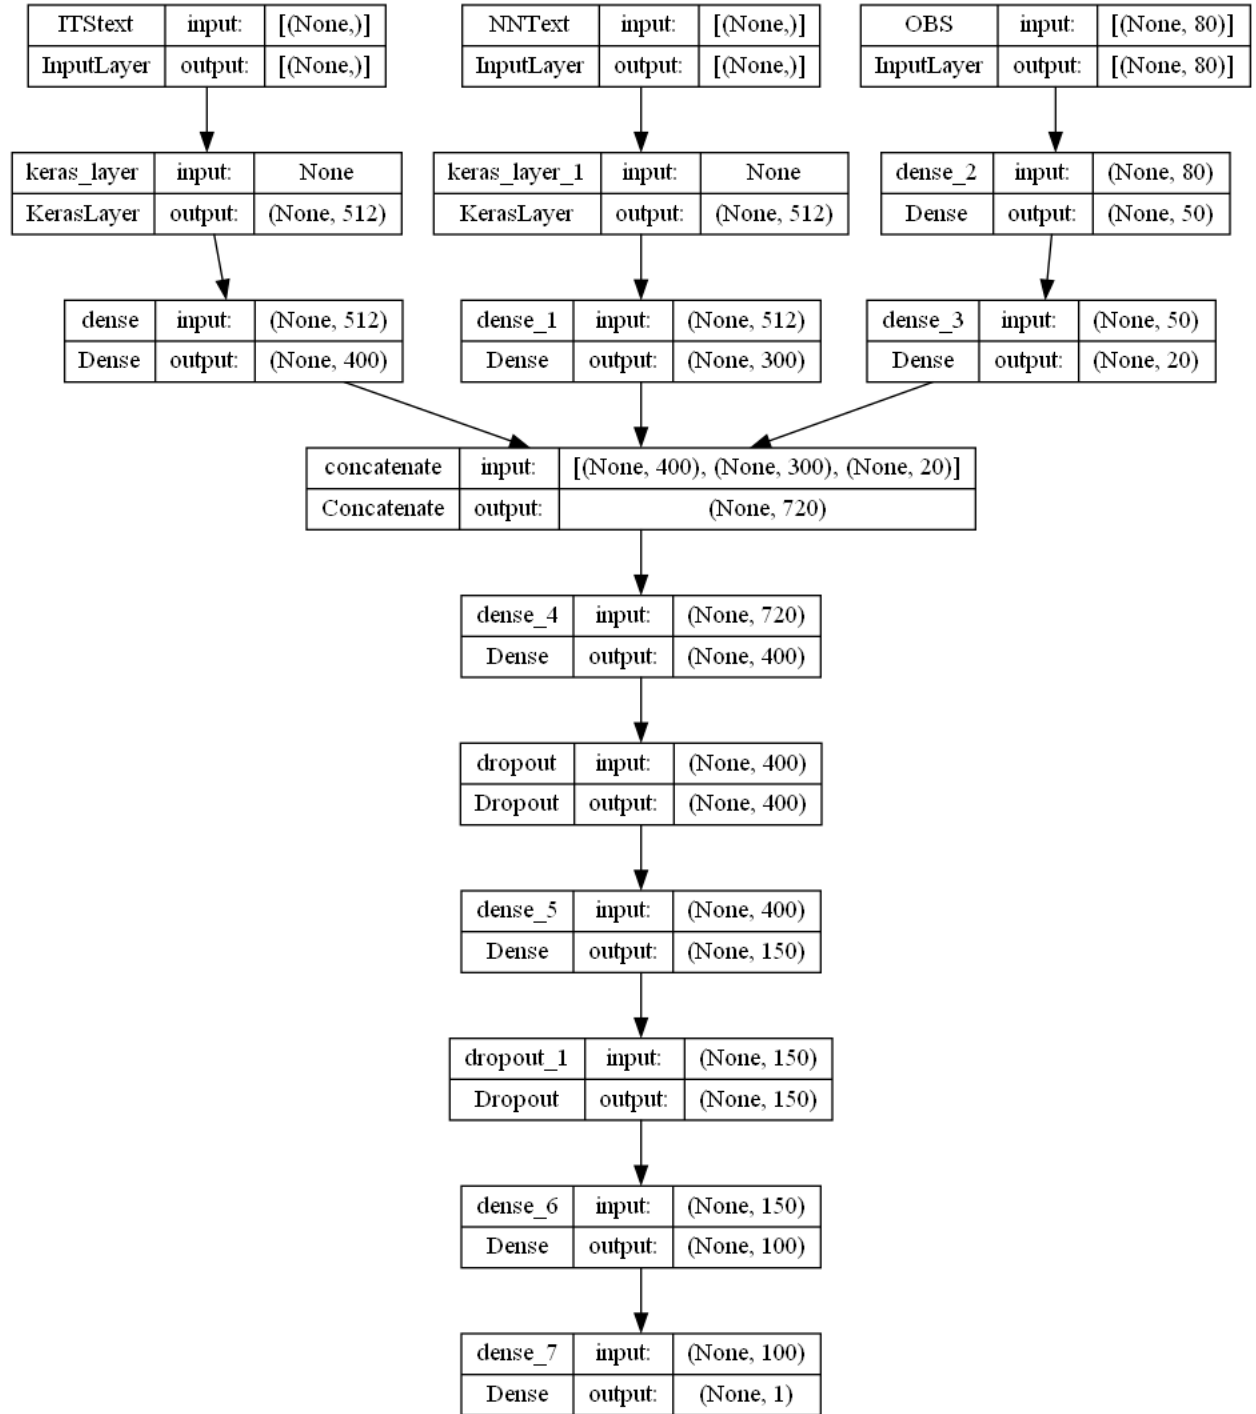 ITStext input: [(None,)]
InputLayer output: [(None,)]
NNText input: [(None,)]
InputLayer output: [(None,)]
OBS input: [(None, 80)]
InputLayer output: [(None, 80)]
keras_layer input: None
KerasLayer output: (None, 512)
keras_layer_1 input: None
KerasLayer output: (None, 512)
dense_2 input: (None, 80)
Dense output: (None, 50)
dense input: (None, 512)
Dense output: (None, 400)
dense_1 input: (None, 512)
Dense output: (None, 300)
dense_3 input: (None, 50)
Dense output: (None, 20)
concatenate input: [(None, 400), (None, 300), (None, 20)]
Concatenate output: (None, 720)
dense_4 input: (None, 720)
Dense output: (None, 400)
dropout input: (None, 400)
Dropout output: (None, 400)
dense_5 input: (None, 400)
Dense output: (None, 150)
dropout_1 input: (None, 150)
Dropout output: (None, 150)
dense_6 input: (None, 150)
Dense output: (None, 100)
dense_7 input: (None, 100)
Dense output: (None, 1)